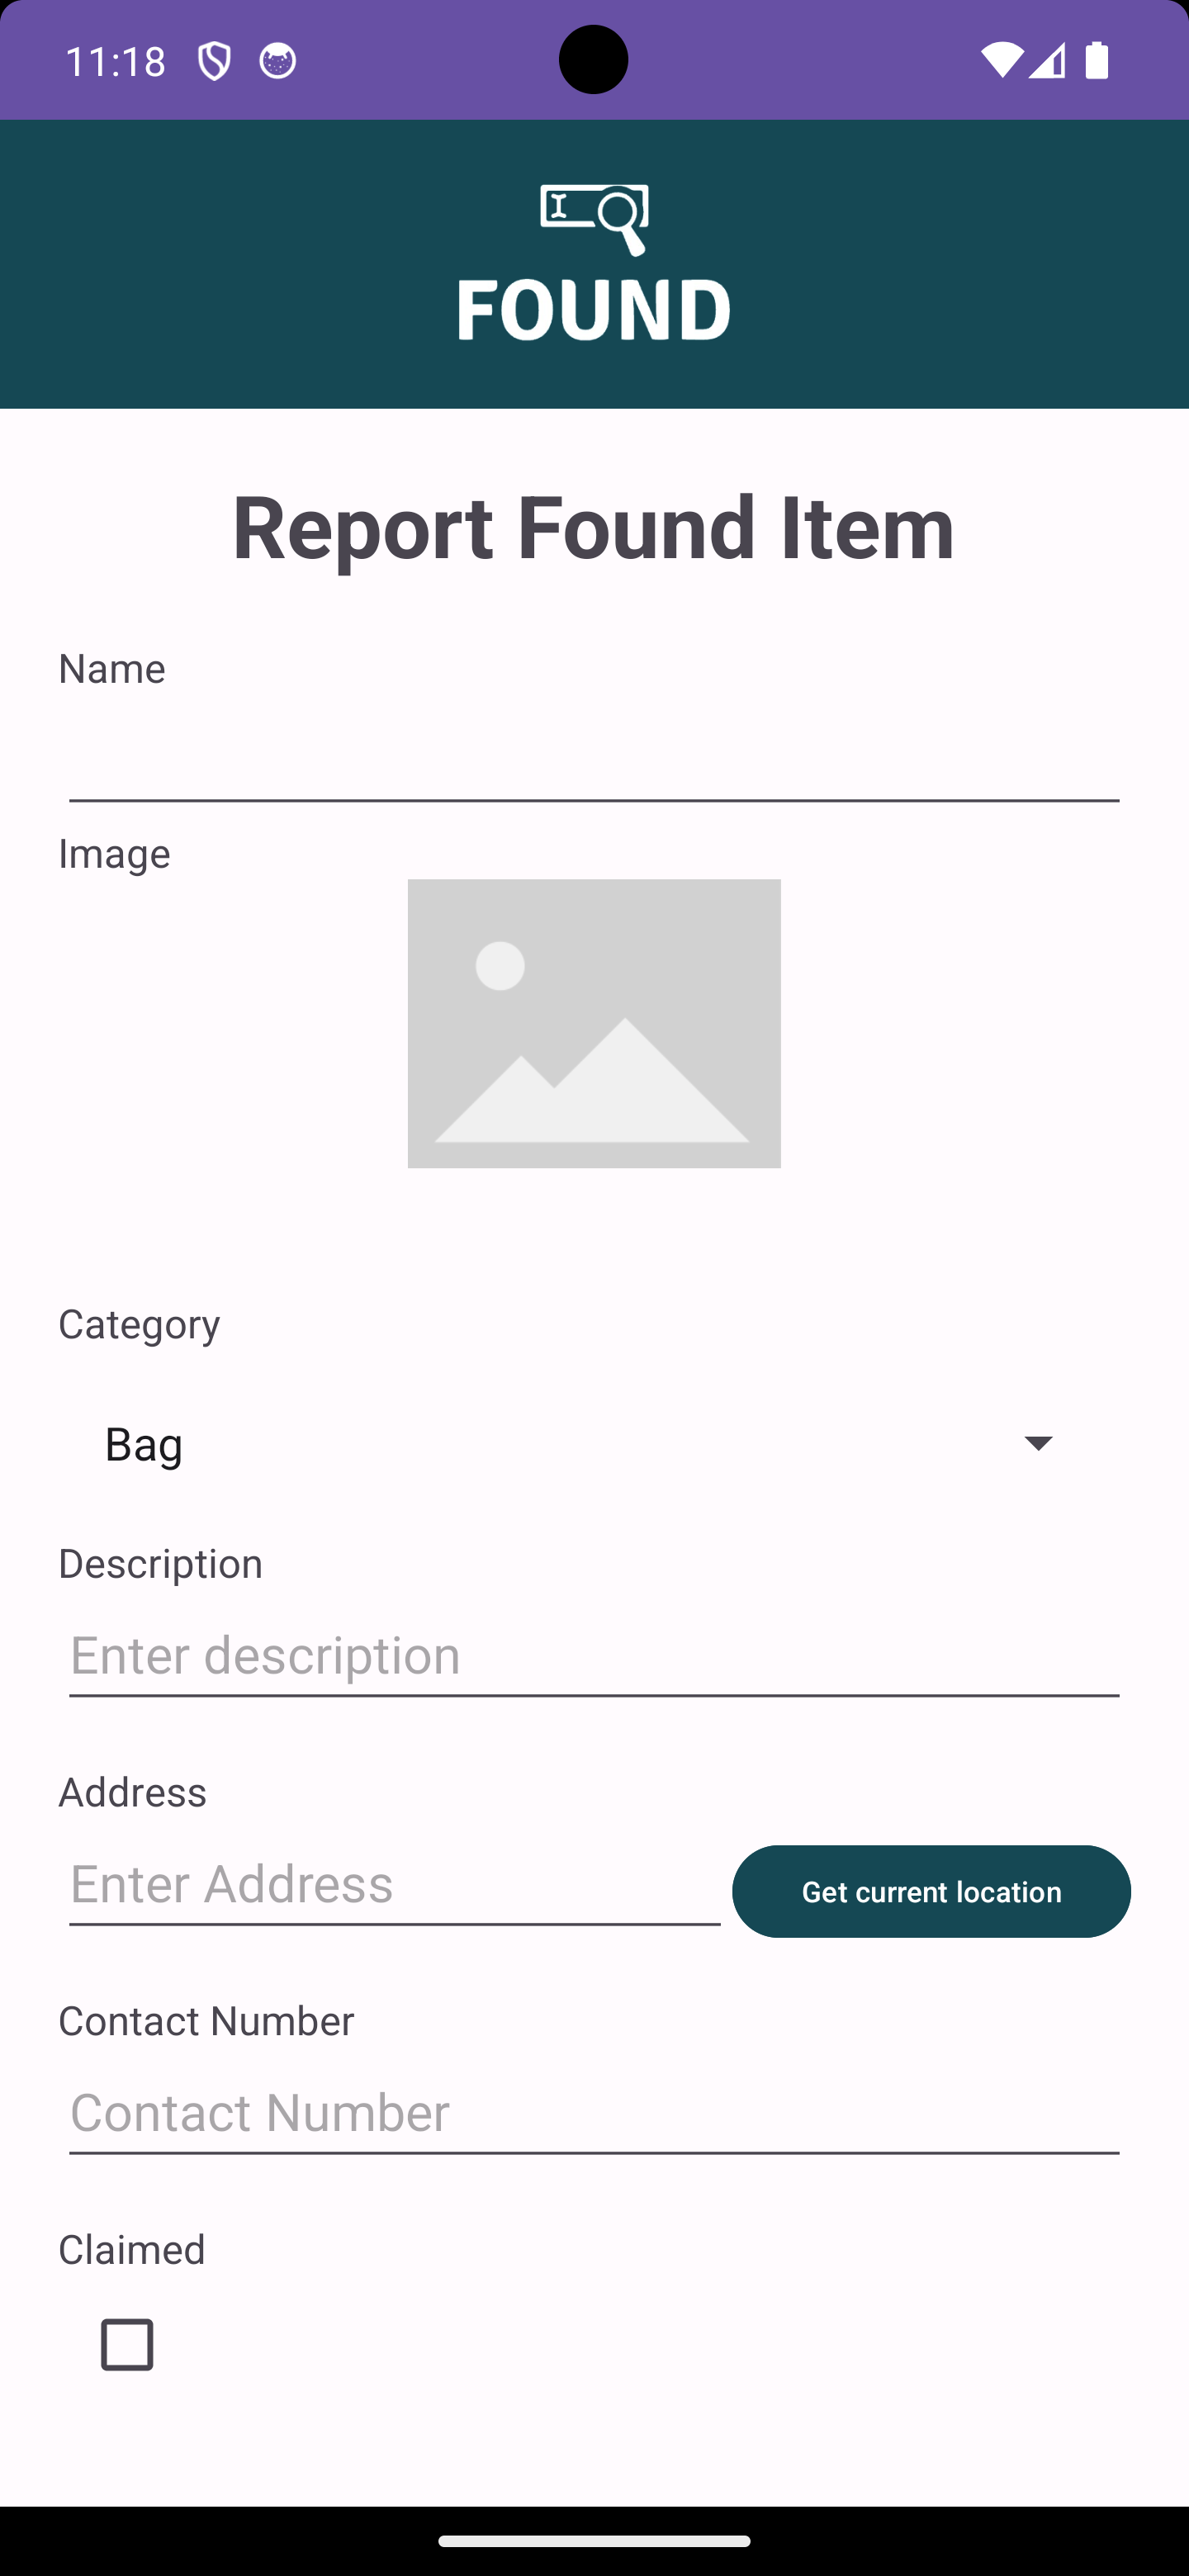 11:18
FOUND
Report Found Item
Name
Image
Category
Bag
Description
Enter description
Address
Enter Address
Get current location
Contact Number
Contact Number
Claimed